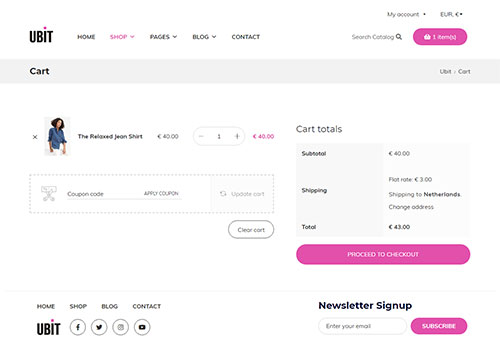 My account EUR, €
UBIT HOME SHOP PAGES BLOG CONTACT Search Catalog 1 item(s)
Cart Ubit › Cart
Cart totals
× The Relaxed Jean Shirt € 40.00 − 1 + € 40.00
Subtotal € 40.00
Flat rate: € 3.00
Shipping Shipping to Netherlands.
Change address
Coupon code APPLY COUPON Update cart
Total € 43.00
Clear cart
PROCEED TO CHECKOUT
HOME SHOP BLOG CONTACT
Newsletter Signup
UBIT
Enter your email SUBSCRIBE